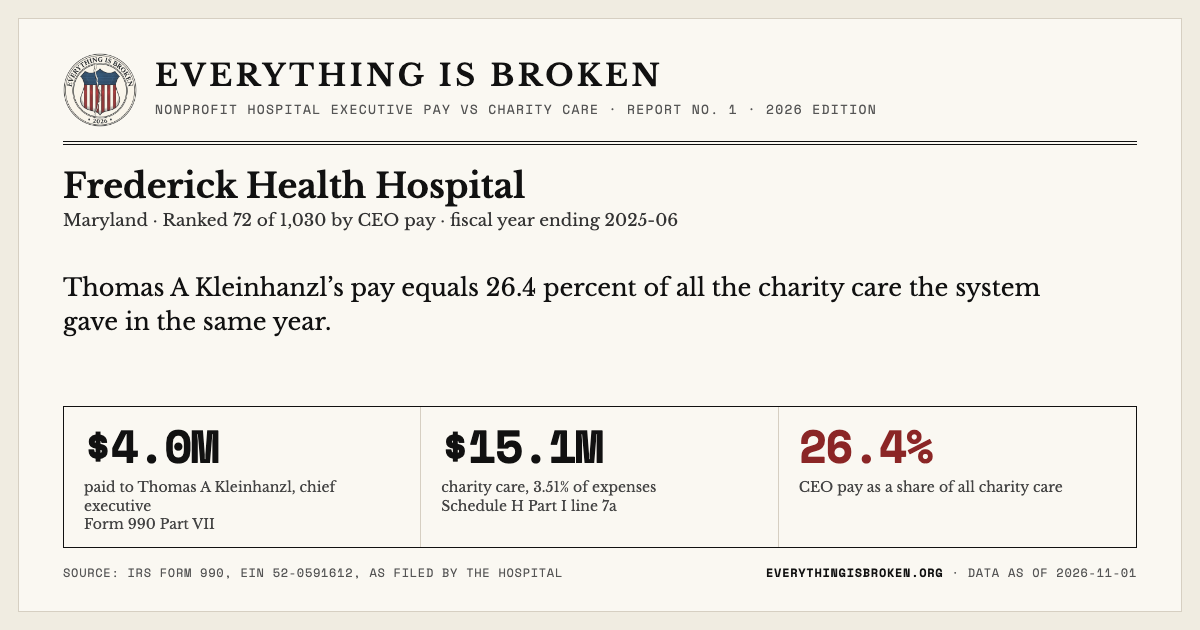 EVERYTHING IS BROKEN
· 2026 ·
EVERYTHING IS BROKEN
NONPROFIT HOSPITAL EXECUTIVE PAY VS CHARITY CARE · REPORT NO. 1 · 2026 EDITION
Frederick Health Hospital
Maryland · Ranked 72 of 1,030 by CEO pay · fiscal year ending 2025-06
Thomas A Kleinhanzl’s pay equals 26.4 percent of all the charity care the system
gave in the same year.
$4.0M
paid to Thomas A Kleinhanzl, chief
executive
Form 990 Part VII
$15.1M
charity care, 3.51% of expenses
Schedule H Part I line 7a
26.4%
CEO pay as a share of all charity care
SOURCE: IRS FORM 990, EIN 52-0591612, AS FILED BY THE HOSPITAL
EVERYTHINGISBROKEN.ORG · DATA AS OF 2026-11-01